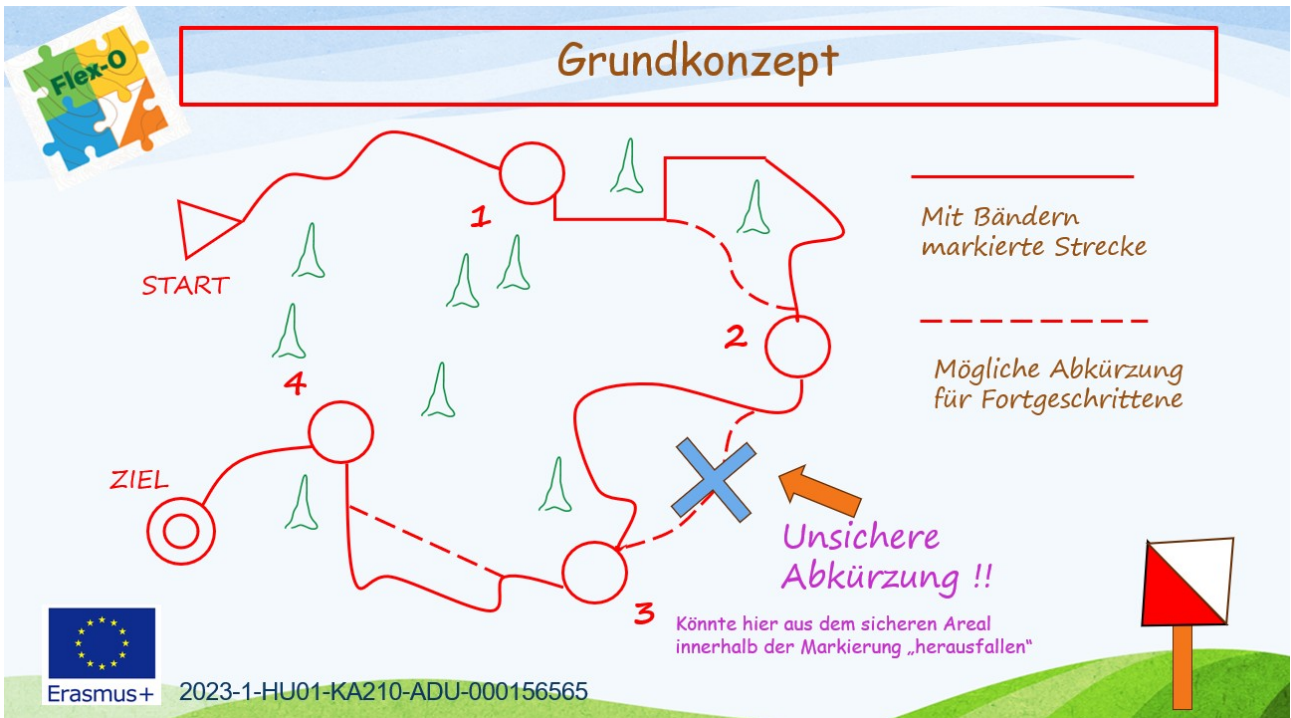 Flex-O
Grundkonzept
1
START
Mit Bändern
markierte Strecke
2
Mögliche Abkürzung
für Fortgeschrittene
4
ZIEL
Unsichere
Abkürzung !!
3
Könnte hier aus dem sicheren Areal
innerhalb der Markierung „herausfallen“
Erasmus+
2023-1-HU01-KA210-ADU-000156565